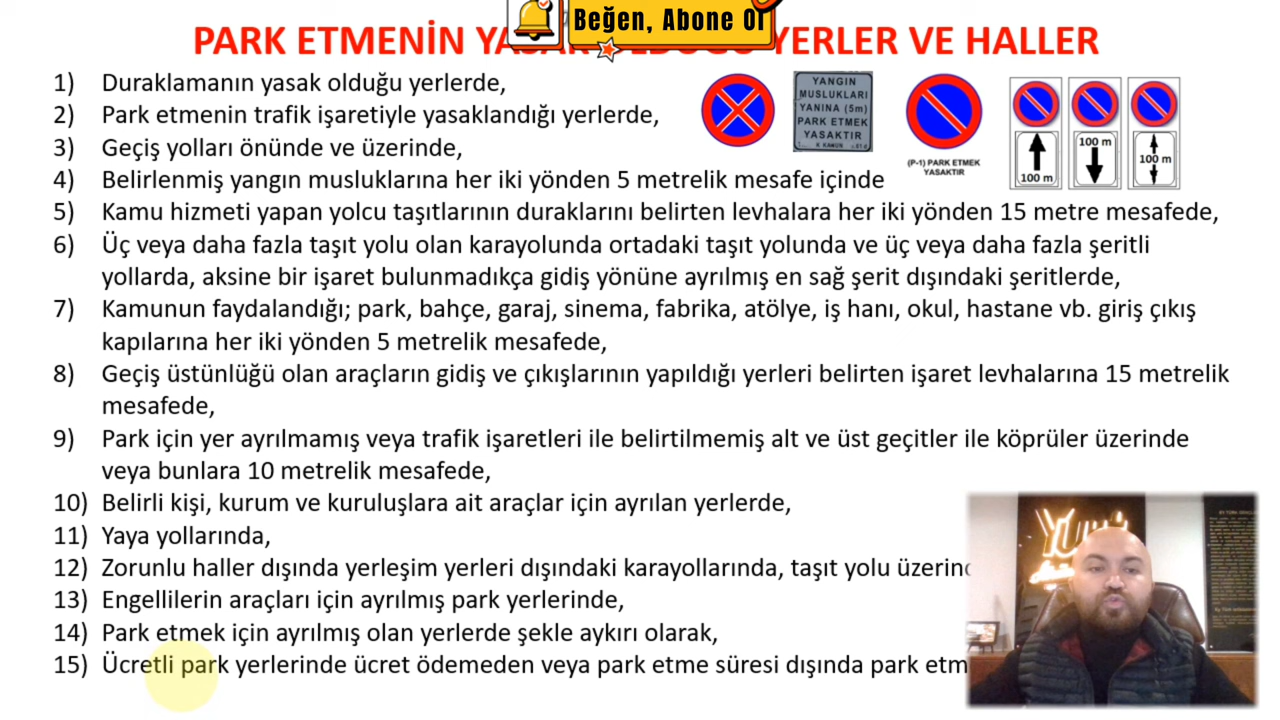 Beğen, Abone Ol
PARK ETMENİN YERLER VE HALLER
1) Duraklamanın yasak olduğu yerlerde,
2) Park etmenin trafik işaretiyle yasaklandığı yerlerde,
3) Geçiş yolları önünde ve üzerinde,
4) Belirlenmiş yangın musluklarına her iki yönden 5 metrelik mesafe içinde
YANGIN
MUSLUKLARI
YANINA (5m)
PARK ETMEK
YASAKTIR
(P-1) PARK ETMEK
YASAKTIR
100 m
100 m
100 m
5) Kamu hizmeti yapan yolcu taşıtlarının duraklarını belirten levhalara her iki yönden 15 metre mesafede,
6) Üç veya daha fazla taşıt yolu olan karayolunda ortadaki taşıt yolunda ve üç veya daha fazla şeritli
yollarda, aksine bir işaret bulunmadıkça gidiş yönüne ayrılmış en sağ şerit dışındaki şeritlerde,
7) Kamunun faydalandığı; park, bahçe, garaj, sinema, fabrika, atölye, iş hanı, okul, hastane vb. giriş çıkış
kapılarına her iki yönden 5 metrelik mesafede,
8) Geçiş üstünlüğü olan araçların gidiş ve çıkışlarının yapıldığı yerleri belirten işaret levhalarına 15 metrelik
mesafede,
9) Park için yer ayrılmamış veya trafik işaretleri ile belirtilmemiş alt ve üst geçitler ile köprüler üzerinde
veya bunlara 10 metrelik mesafede,
10) Belirli kişi, kurum ve kuruluşlara ait araçlar için ayrılan yerlerde,
11) Yaya yollarında,
12) Zorunlu haller dışında yerleşim yerleri dışındaki karayollarında, taşıt yolu
13) Engellilerin araçları için ayrılmış park yerlerinde,
14) Park etmek için ayrılmış olan yerlerde şekle aykırı olarak,
15) Ücretli park yerlerinde ücret ödemeden veya park etme süresi dışında park